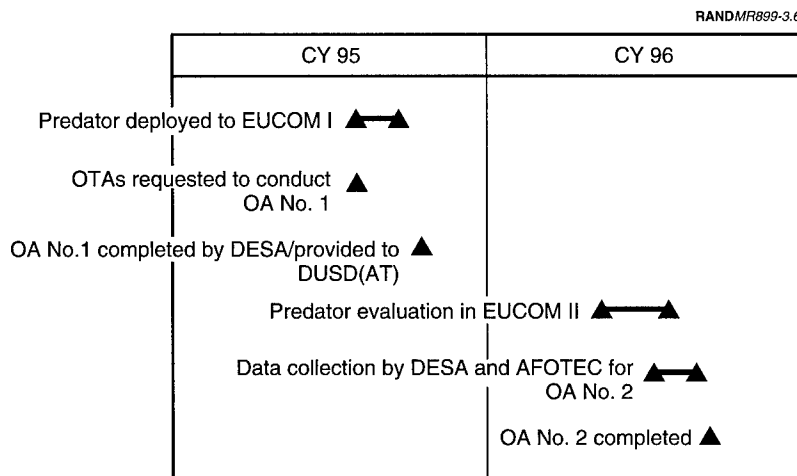 RANDMR899-3.6
CY 95 CY 96
Predator deployed to EUCOM I
OTAs requested to conduct
OA No. 1
OA No.1 completed by DESA/provided to
DUSD(AT)
Predator evaluation in EUCOM II
Data collection by DESA and AFOTEC for
OA No. 2
OA No. 2 completed